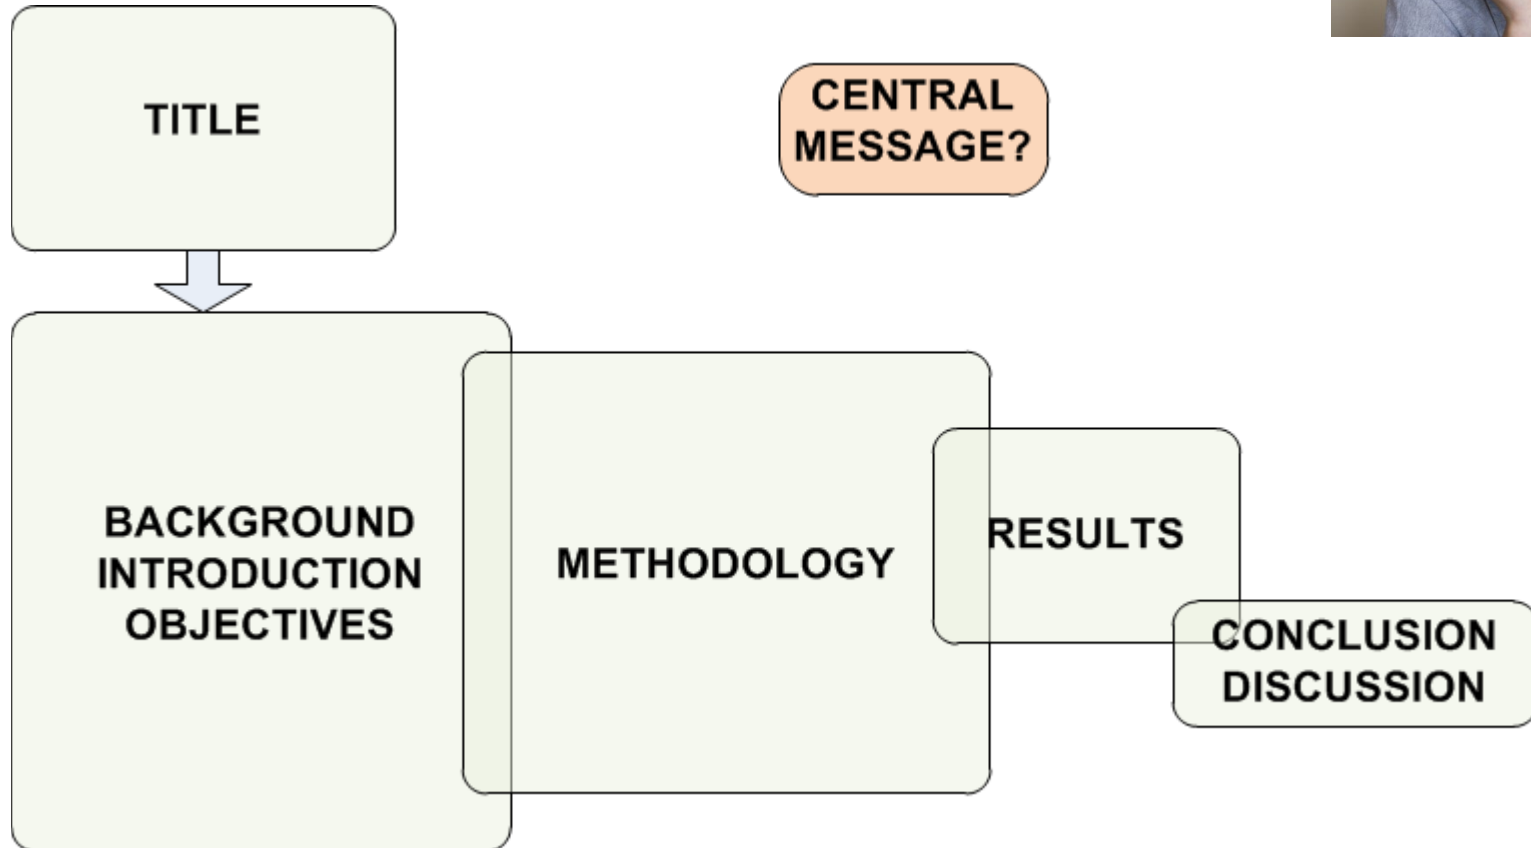 TITLE
CENTRAL
MESSAGE?
BACKGROUND
INTRODUCTION
OBJECTIVES
METHODOLOGY
RESULTS
CONCLUSION
DISCUSSION